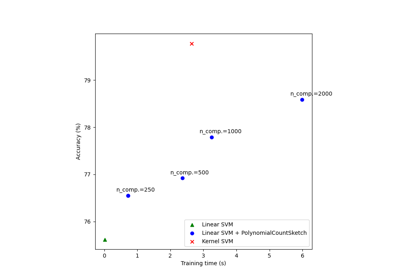 n_comp.=2000
79
n_comp.=1000
78
n_comp.=500
77
n_comp.=250
76
Accuracy (%)
Linear SVM
Linear SVM + PolynomialCountSketch
Kernel SVM
0 1 2 3 4 5 6
Training time (s)